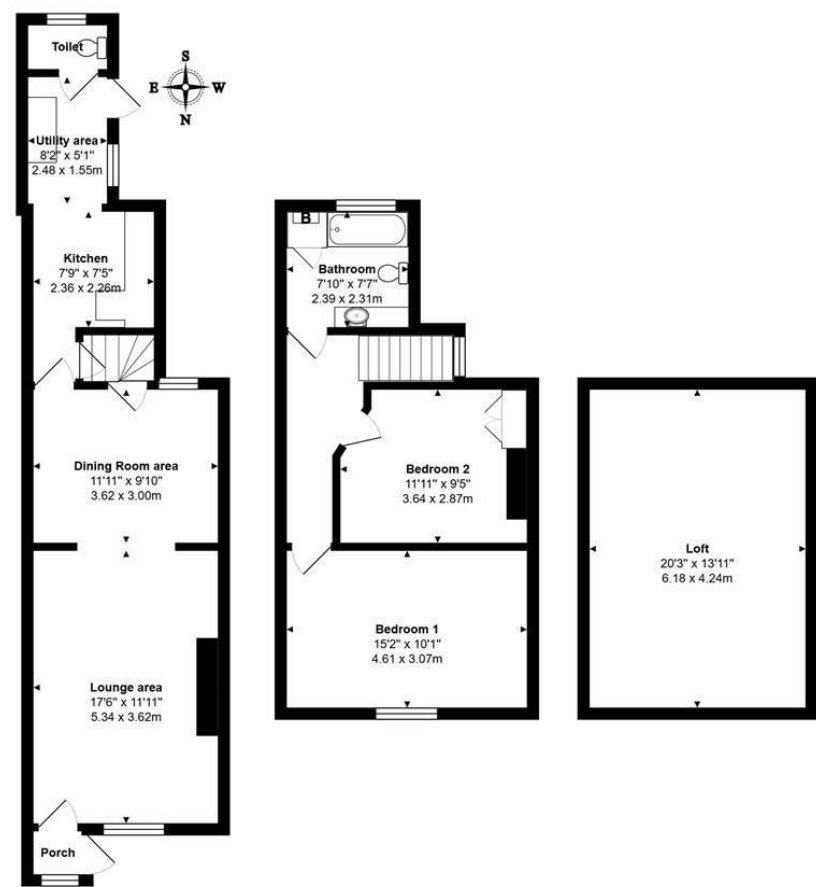 Toilet
S
E W
N
Utility area
8'2" x 5'1"
2.48 x 1.55m
Kitchen
7'9" x 7'5"
2.36 x 2.26m
Dining Room area
11'11" x 9'10"
3.62 x 3.00m
Lounge area
17'6" x 11'11"
5.34 x 3.62m
Porch
B
Bathroom
7'10" x 7'7"
2.39 x 2.31m
Bedroom 2
11'11" x 9'5"
3.64 x 2.87m
Bedroom 1
15'2" x 10'1"
4.61 x 3.07m
Loft
20'3" x 13'11"
6.18 x 4.24m